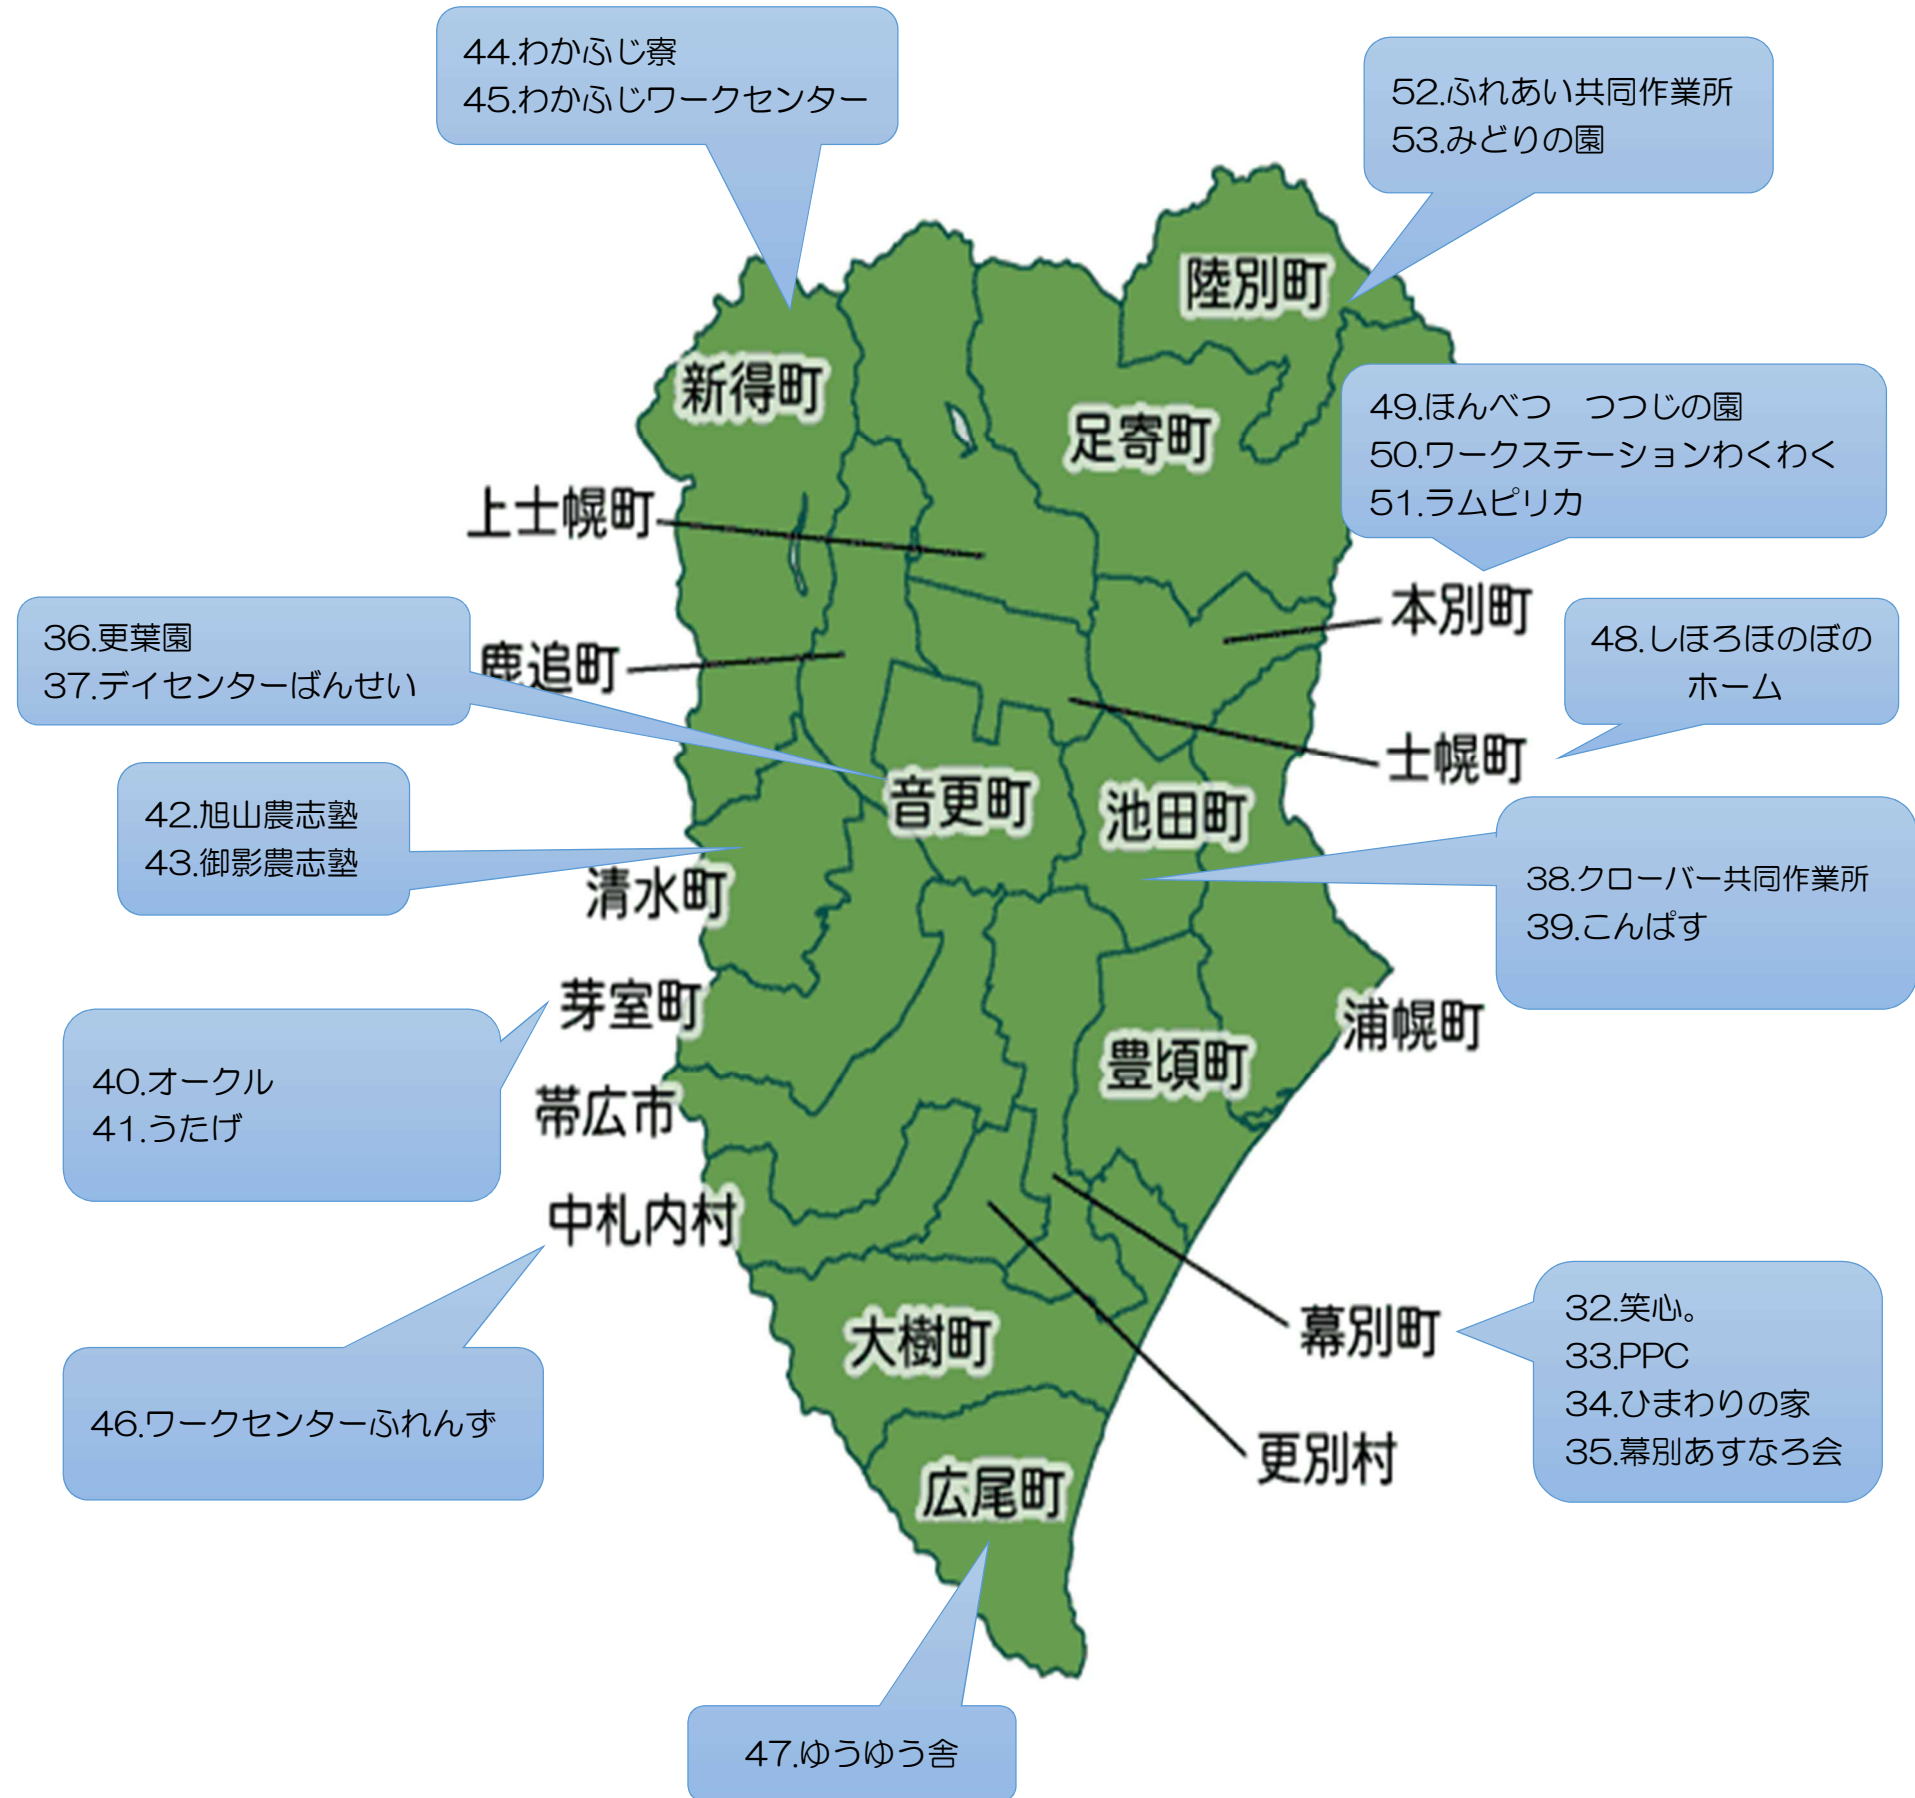 44.わかふじ寮
45.わかふじワークセンター
52.ふれあい共同作業所
53.みどりの園
陸別町
新得町
足寄町
49.ほんべつ　つつじの園
50.ワークステーションわくわく
51.ラムピリカ
上士幌町
本別町
36.更葉園
37.デイセンターばんせい
鹿追町
48.しほろほのぼの
ホーム
士幌町
音更町
池田町
42.旭山農志塾
43.御影農志塾
清水町
38.クローバー共同作業所
39.こんぱす
芽室町
浦幌町
豊頃町
40.オークル
41.うたげ
帯広市
中札内村
32.笑心。
33.PPC
34.ひまわりの家
35.幕別あすなろ会
幕別町
大樹町
46.ワークセンターふれんず
更別村
広尾町
47.ゆうゆう舎